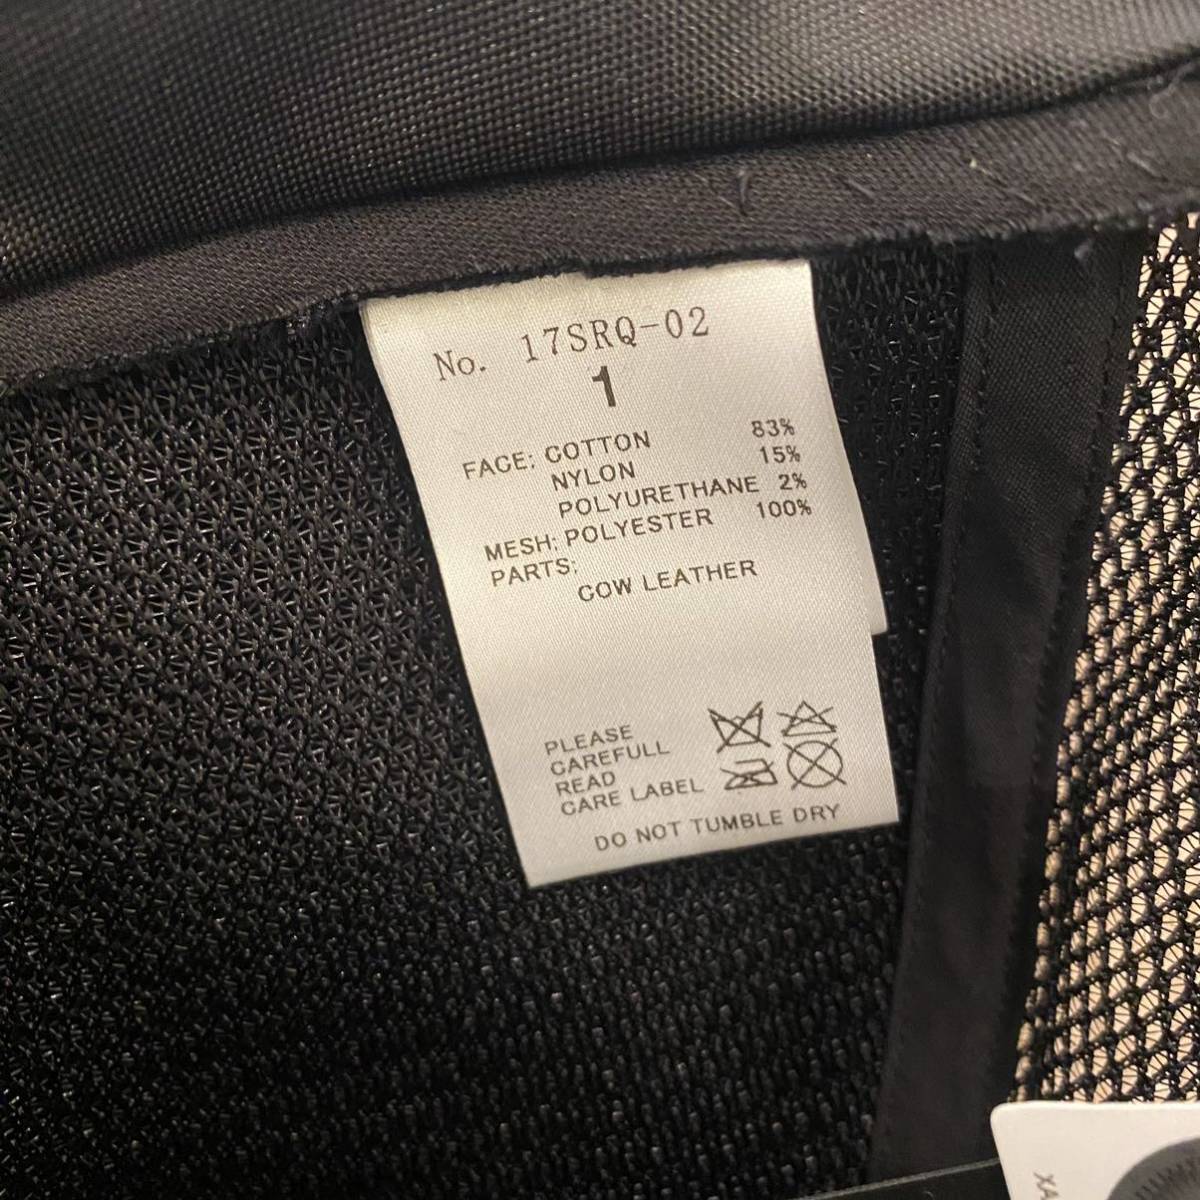 No. 17SRQ-02
1
FACE: COTTON 83%
NYLON 15%
POLYURETHANE 2%
MESH: POLYESTER 100%
PARTS:
COW LEATHER
PLEASE
CAREFULL
READ
CARE LABEL
DO NOT TUMBLE DRY